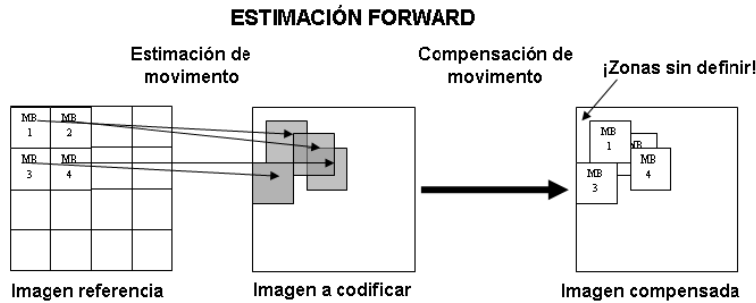 ESTIMACIÓN FORWARD
Estimación de
movimento
Compensación de
movimento
¡Zonas sin definir!
MB
1
MB
2
MB
3
MB
4
MB
1
MB
MB
3
MB
4
Imagen referencia
Imagen a codificar
Imagen compensada